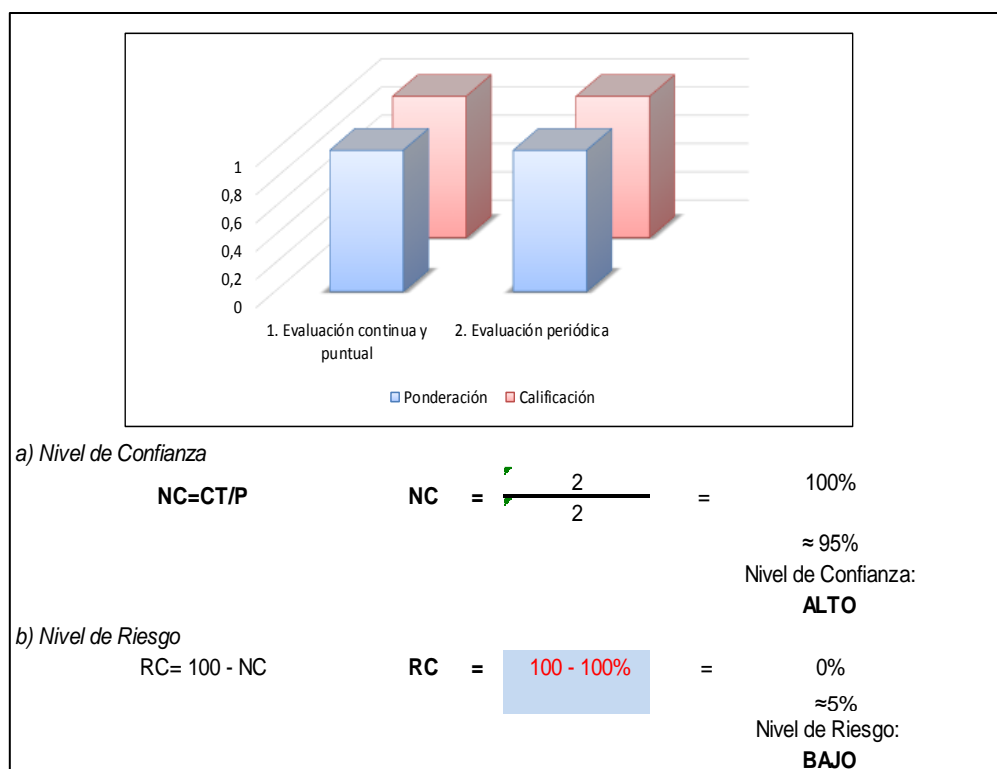 1
0,8
0,6
0,4
0,2
0
1. Evaluación continua y
puntual
2. Evaluación periódica
Ponderación Calificación
a) Nivel de Confianza
NC=CT/P NC = 2 = 100%
2
≈ 95%
Nivel de Confianza:
ALTO
b) Nivel de Riesgo
RC= 100 - NC RC = 100 - 100% = 0%
≈5%
Nivel de Riesgo:
BAJO